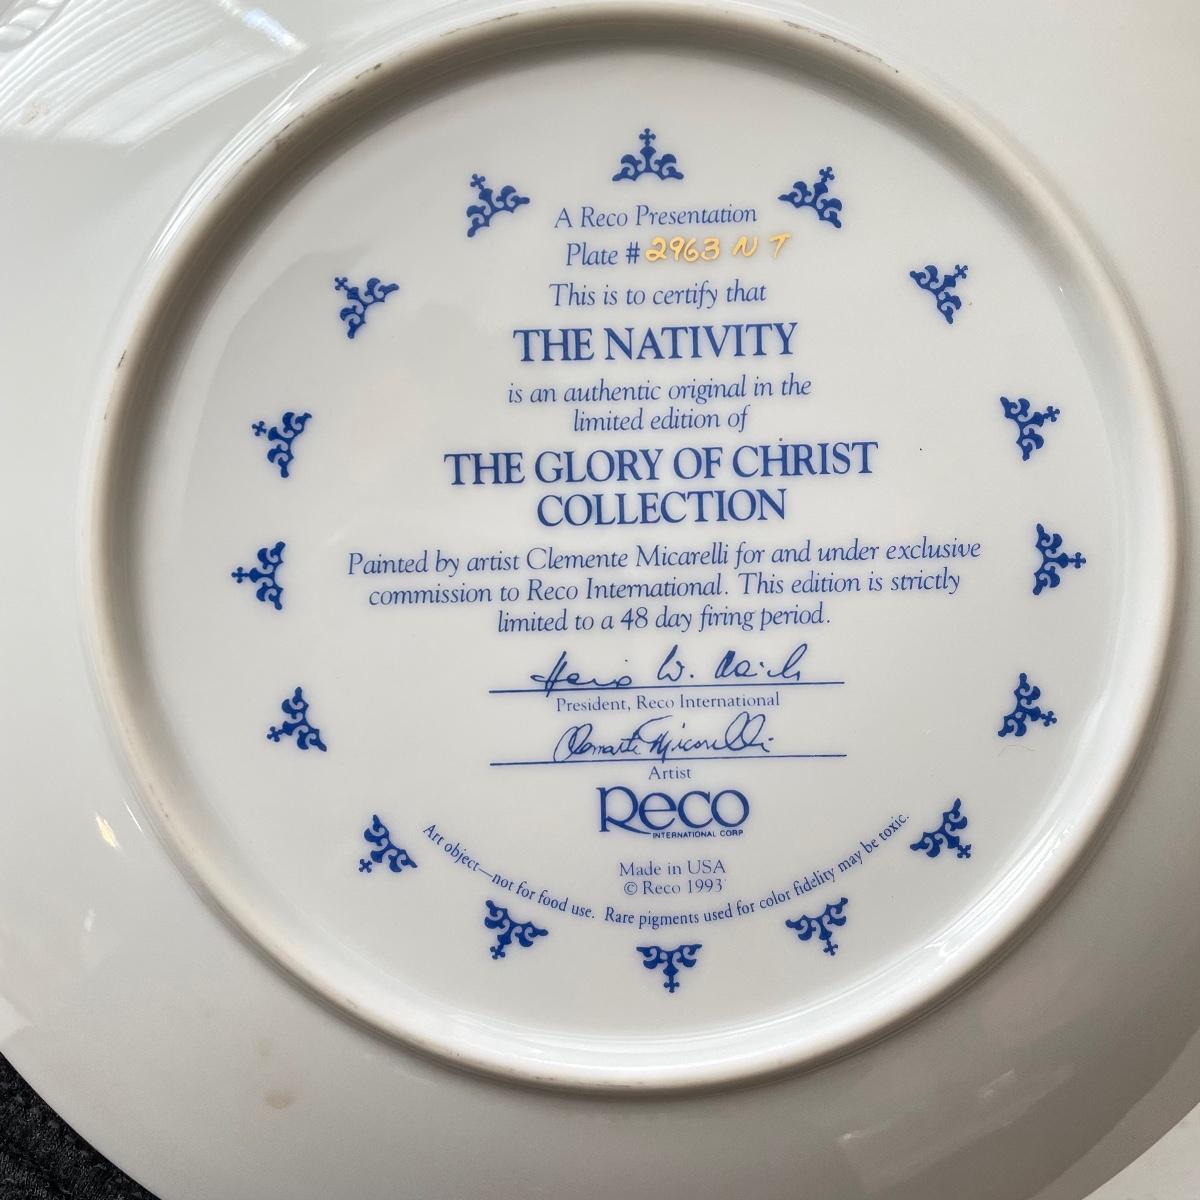 A Reco Presentation
Plate # 2963 N T
This is to certify that
THE NATIVITY
is an authentic original in the
limited edition of
THE GLORY OF CHRIST
COLLECTION
Painted by artist Clemente Micarelli for and under exclusive
commission to Reco International. This edition is strictly
limited to a 48 day firing period.
President, Reco International
Clemente Micarelli
Artist
Reco
INTERNATIONAL CORP
Made in USA
© Reco 1993
Art object—not for food use. Rare pigments used for color fidelity may be toxic.